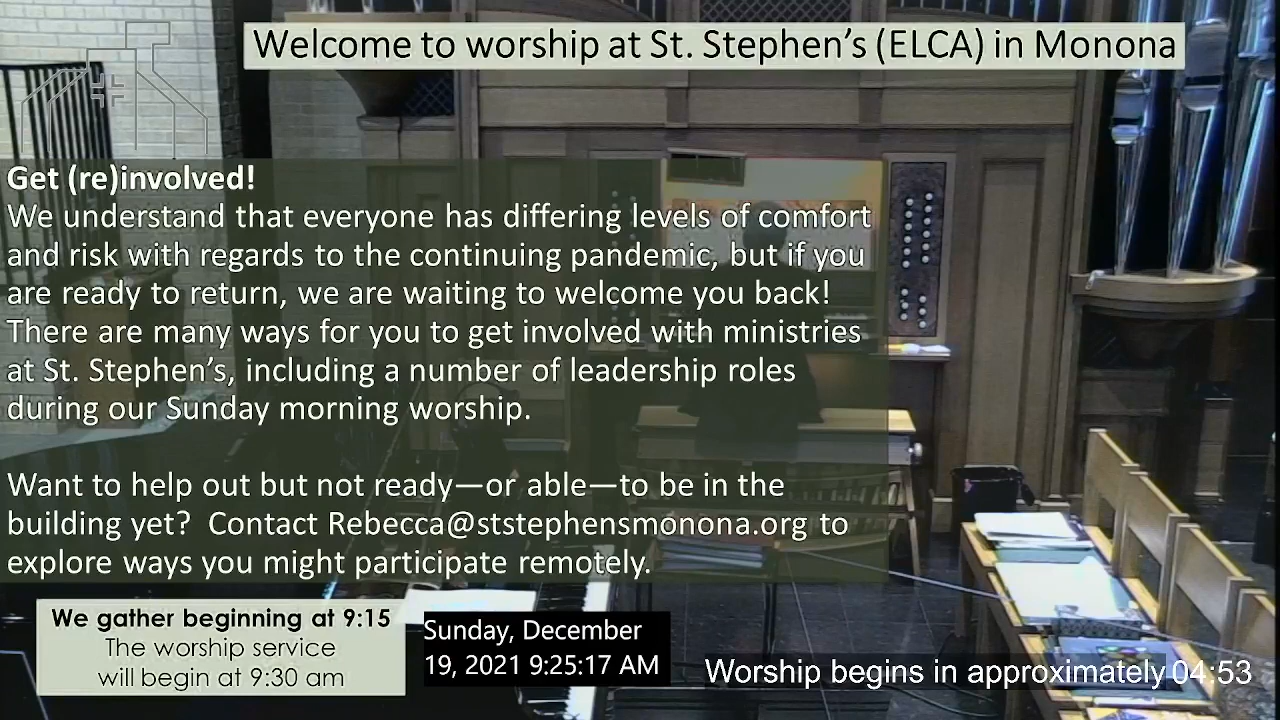 Welcome to worship at St. Stephen's (ELCA) in Monona
Get (re)involved!
We understand that everyone has differing levels of comfort
and risk with regards to the continuing pandemic, but if you
are ready to return, we are waiting to welcome you back!
There are many ways for you to get involved with ministries
at St. Stephen's, including a number of leadership roles
during our Sunday morning worship.
Want to help out but not ready—or able—to be in the
building yet?  Contact Rebecca@ststephensmonona.org to
explore ways you might participate remotely.
We gather beginning at 9:15
The worship service
will begin at 9:30 am
Sunday, December
19, 2021 9:25:17 AM
Worship begins in approximately 04:53